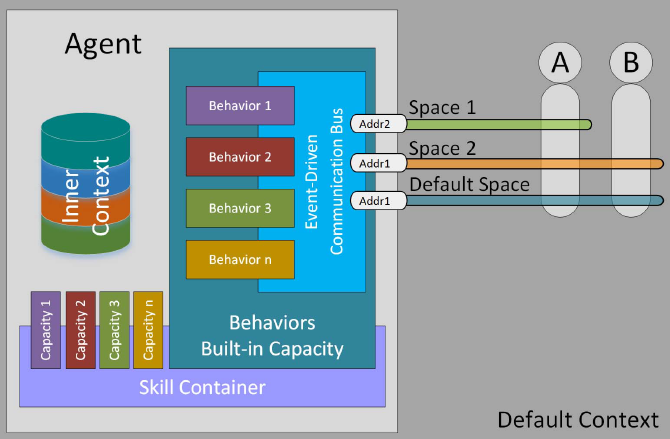 Agent
A
B
Behavior 1
Behavior 2
Behavior 3
Behavior n
Event-Driven
Communication Bus
Addr2
Space 1
Addr1
Space 2
Addr1
Default Space
Inner
Context
Capacity 1
Capacity 2
Capacity 3
Capacity n
Behaviors
Built-in Capacity
Skill Container
Default Context